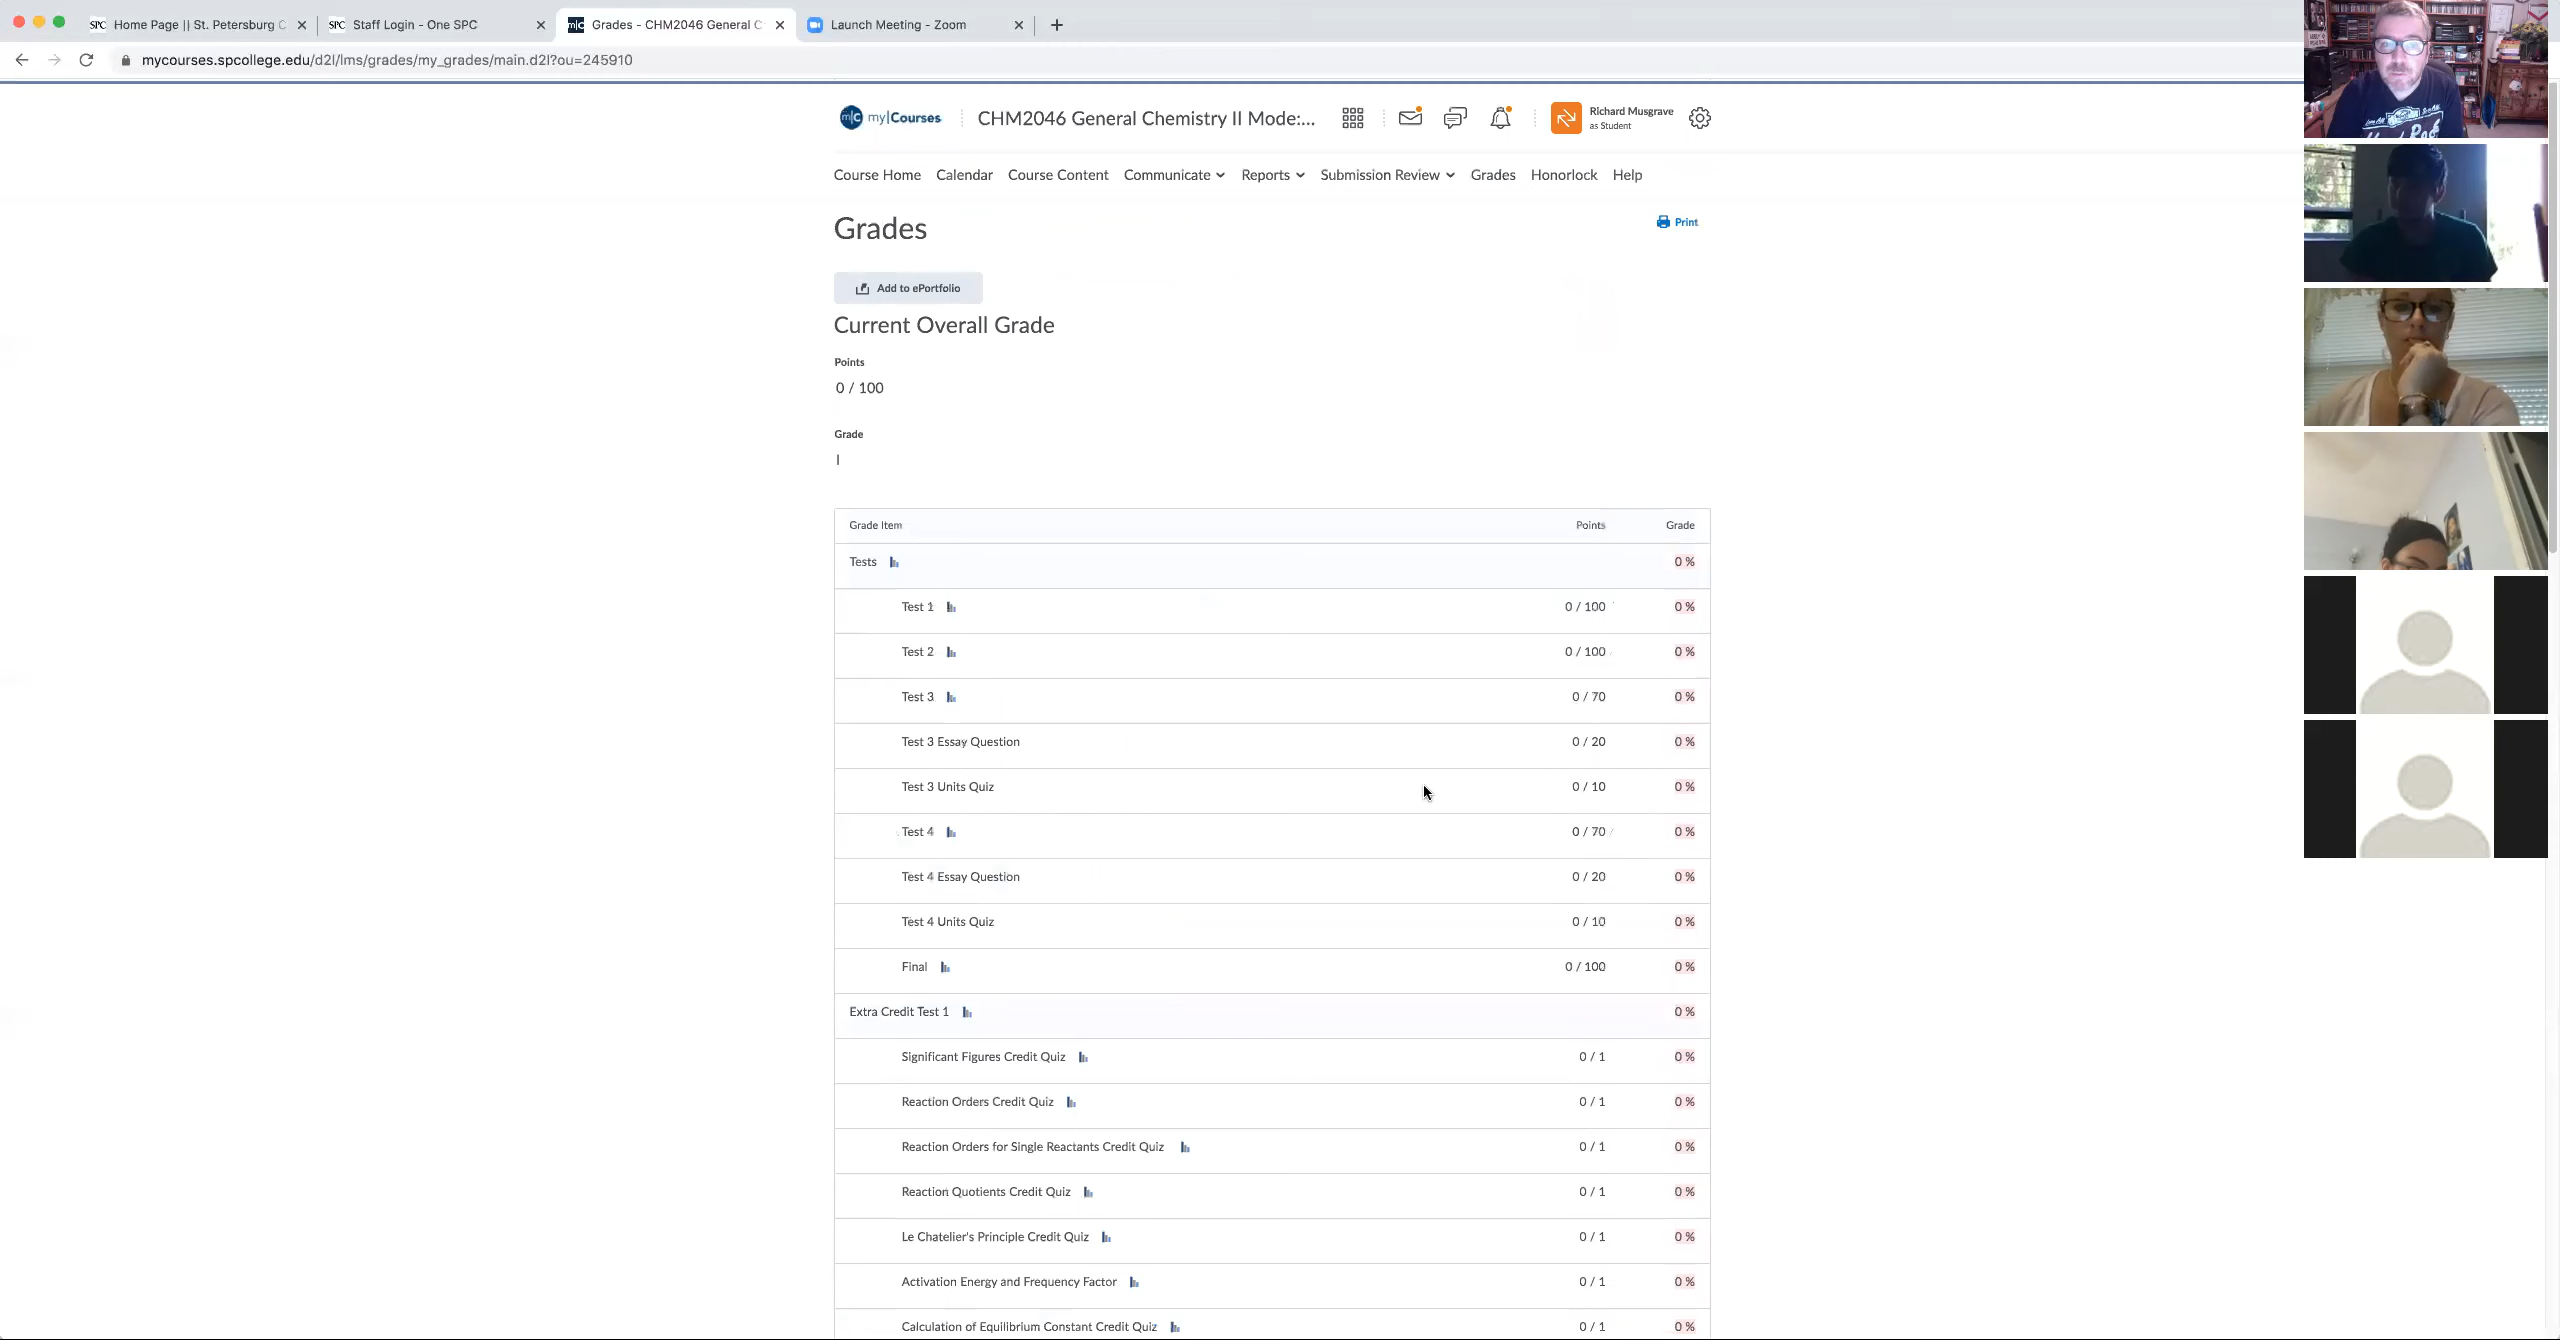 SPC Home Page || St. Petersburg C
SPC Staff Login - One SPC
m|c Grades - CHM2046 General C
Launch Meeting - Zoom
mycourses.spcollege.edu/d2l/lms/grades/my_grades/main.d2l?ou=245910
m|c my|Courses
CHM2046 General Chemistry II Mode:...
Richard Musgrave
as Student
Course Home Calendar Course Content Communicate Reports Submission Review Grades Honorlock Help
Grades
Print
Add to ePortfolio
Current Overall Grade
Points
0 / 100
Grade
I
Grade Item Points Grade
Tests 0 %
Test 1 0 / 100 0 %
Test 2 0 / 100 0 %
Test 3 0 / 70 0 %
Test 3 Essay Question 0 / 20 0 %
Test 3 Units Quiz 0 / 10 0 %
Test 4 0 / 70 0 %
Test 4 Essay Question 0 / 20 0 %
Test 4 Units Quiz 0 / 10 0 %
Final 0 / 100 0 %
Extra Credit Test 1 0 %
Significant Figures Credit Quiz 0 / 1 0 %
Reaction Orders Credit Quiz 0 / 1 0 %
Reaction Orders for Single Reactants Credit Quiz 0 / 1 0 %
Reaction Quotients Credit Quiz 0 / 1 0 %
Le Chatelier's Principle Credit Quiz 0 / 1 0 %
Activation Energy and Frequency Factor 0 / 1 0 %
Calculation of Equilibrium Constant Credit Quiz 0 / 1 0 %